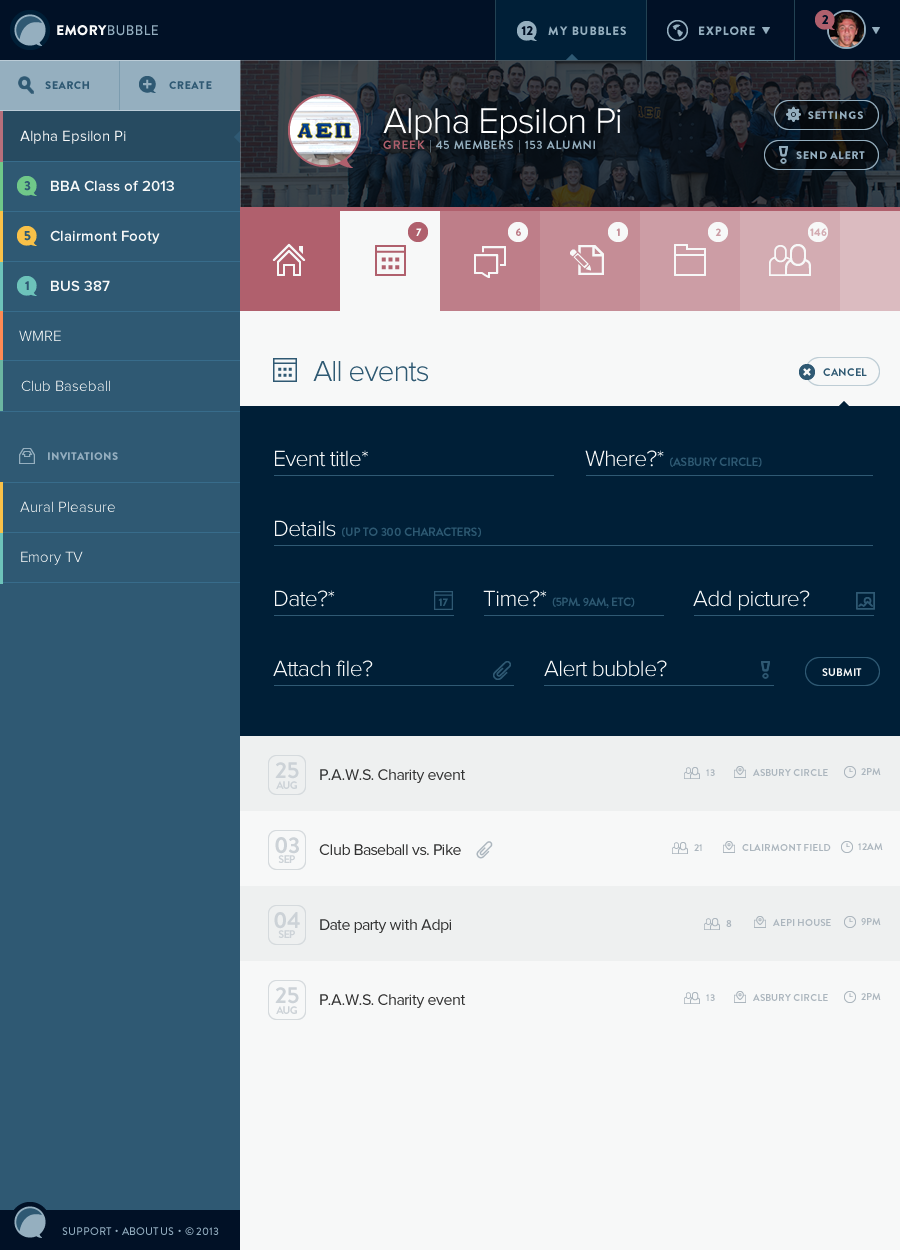 EMORYBUBBLE
12 MY BUBBLES
EXPLORE
2
SEARCH
CREATE
Alpha Epsilon Pi
3 BBA Class of 2013
5 Clairmont Footy
1 BUS 387
WMRE
Club Baseball
INVITATIONS
Aural Pleasure
Emory TV
SUPPORT • ABOUT US • © 2013
ΑΕΠ
Alpha Epsilon Pi
GREEK | 45 MEMBERS | 153 ALUMNI
SETTINGS
SEND ALERT
7
6
1
2
146
All events
CANCEL
Event title*
Where?* (ASBURY CIRCLE)
Details (UP TO 300 CHARACTERS)
Date?* 17
Time?* (5PM. 9AM, ETC)
Add picture?
Attach file?
Alert bubble?
SUBMIT
25 AUG
P.A.W.S. Charity event
13 ASBURY CIRCLE 2PM
03 SEP
Club Baseball vs. Pike
21 CLAIRMONT FIELD 12AM
04 SEP
Date party with Adpi
8 AEPI HOUSE 9PM
25 AUG
P.A.W.S. Charity event
13 ASBURY CIRCLE 2PM